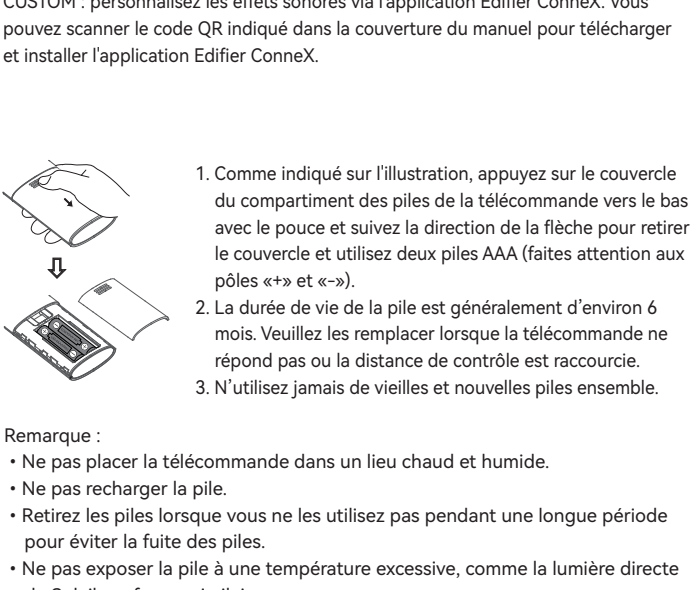 CUSTOM : personnalisez les effets sonores via l'application Edifier ConneX. Vous
pouvez scanner le code QR indiqué dans la couverture du manuel pour télécharger
et installer l'application Edifier ConneX.
1. Comme indiqué sur l'illustration, appuyez sur le couvercle
du compartiment des piles de la télécommande vers le bas
avec le pouce et suivez la direction de la flèche pour retirer
le couvercle et utilisez deux piles AAA (faites attention aux
pôles «+» et «-»).
2. La durée de vie de la pile est généralement d’environ 6
mois. Veuillez les remplacer lorsque la télécommande ne
répond pas ou la distance de contrôle est raccourcie.
3. N’utilisez jamais de vieilles et nouvelles piles ensemble.
Remarque :
• Ne pas placer la télécommande dans un lieu chaud et humide.
• Ne pas recharger la pile.
• Retirez les piles lorsque vous ne les utilisez pas pendant une longue période
pour éviter la fuite des piles.
• Ne pas exposer la pile à une température excessive, comme la lumière directe